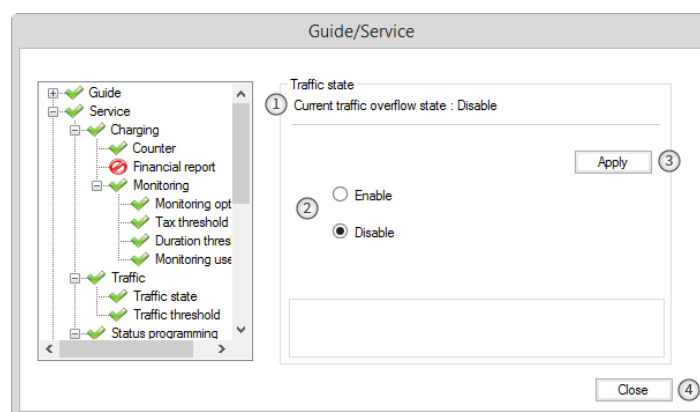 Guide/Service
Guide
Service
Charging
Counter
Financial report
Monitoring
Monitoring opt
Tax threshold
Duration thres
Monitoring use
Traffic
Traffic state
Traffic threshold
Status programming
Traffic state
1 Current traffic overflow state : Disable
Apply 3
2
Enable
Disable
Close 4